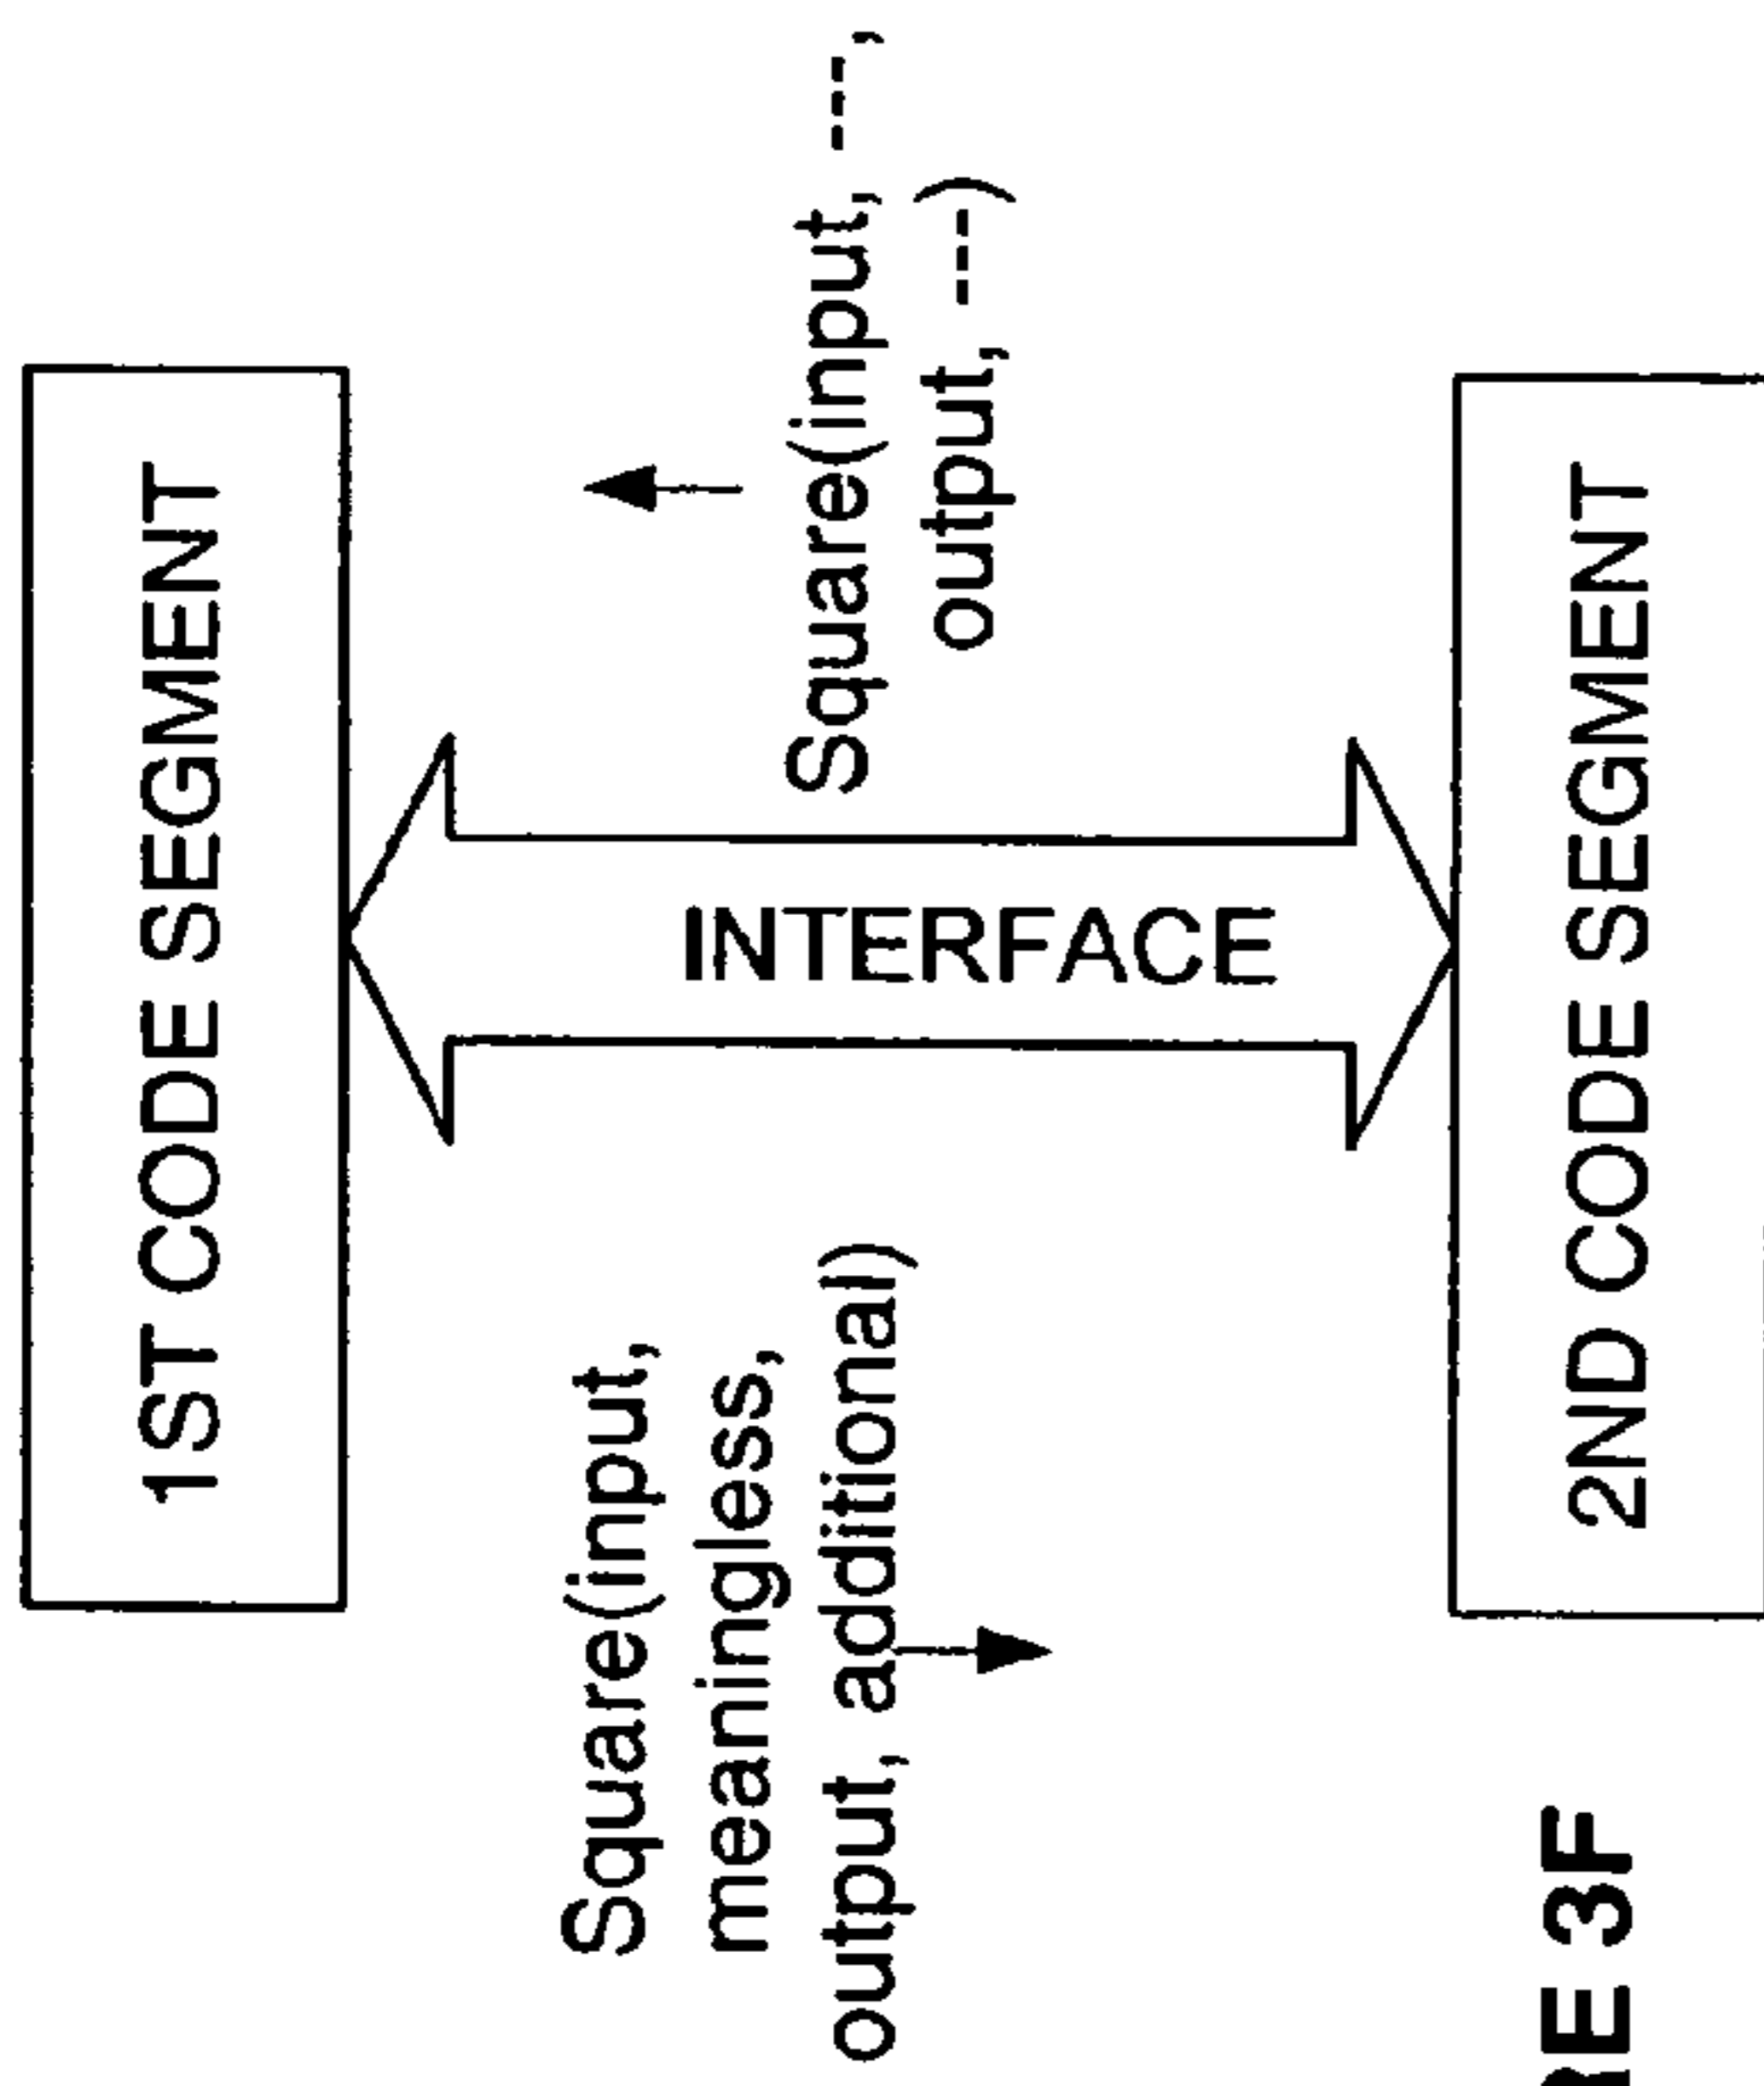 1ST CODE SEGMENT
Square(input,
meaningless,
output, additional)
INTERFACE
Square(input, ---,
output, ---)
2ND CODE SEGMENT
RE 3F